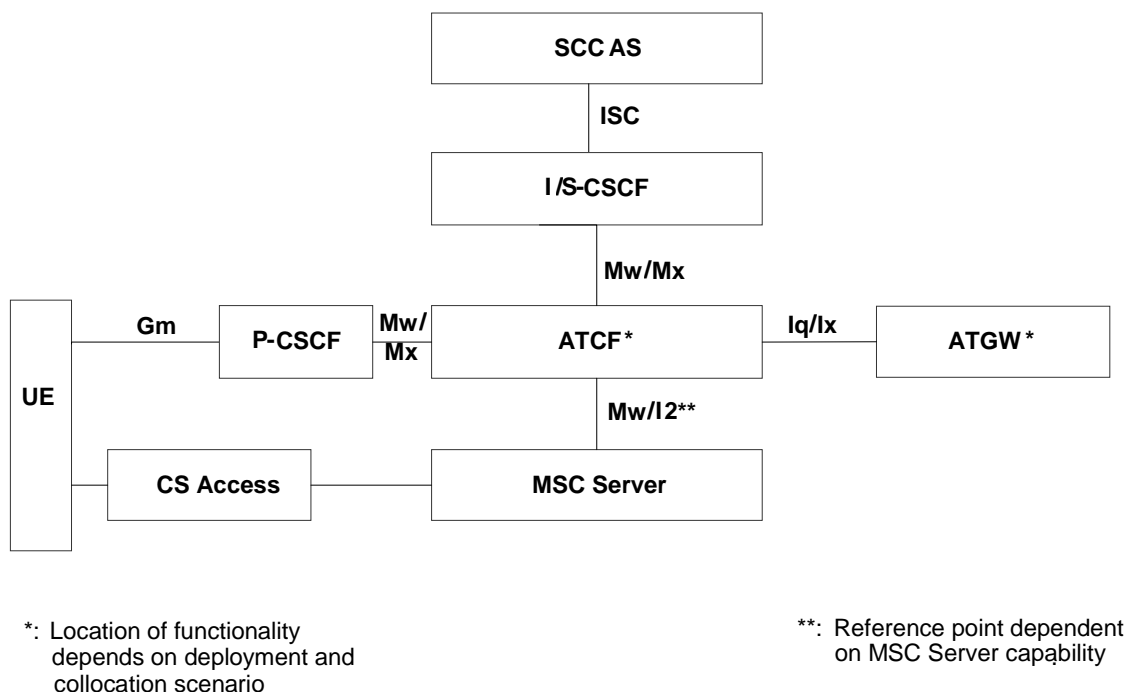 SCC AS
ISC
I/S-CSCF
Mw/Mx
Gm
P-CSCF
Mw/
Mx
ATCF*
Iq/Ix
ATGW*
UE
Mw/I2**
CS Access
MSC Server
*: Location of functionality
depends on deployment and
collocation scenario
**: Reference point dependent
on MSC Server capability